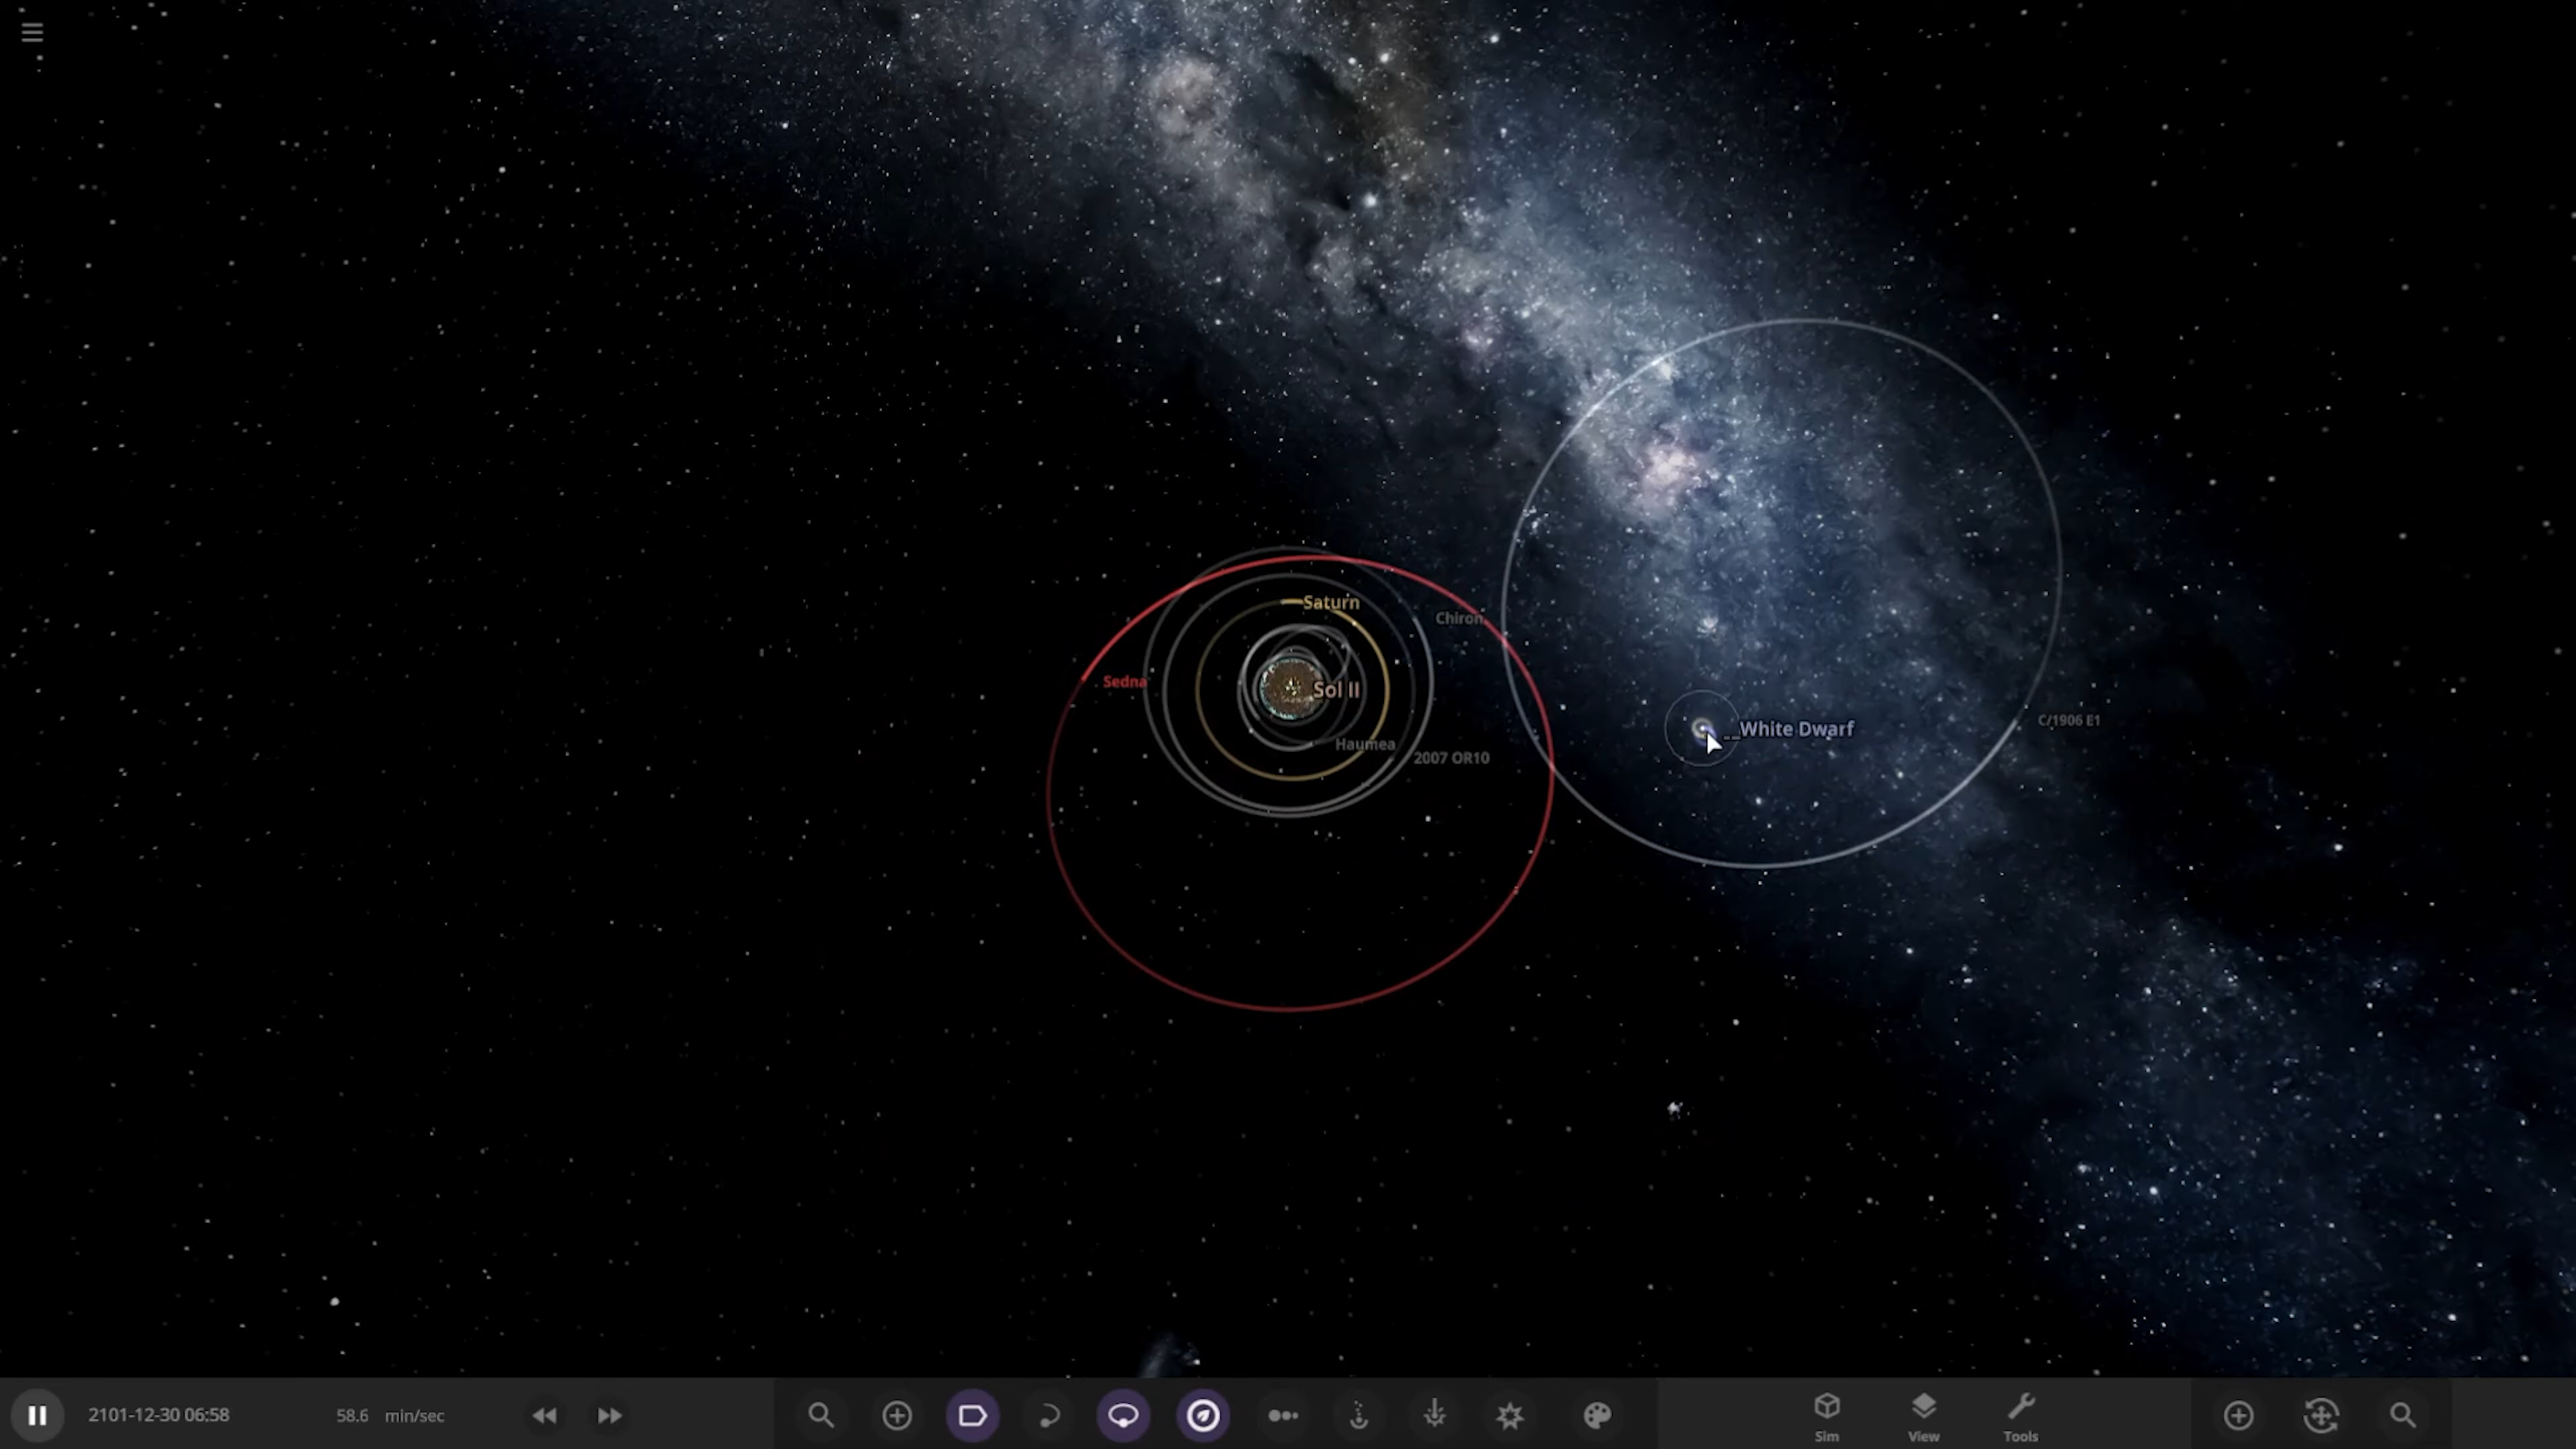 Saturn
Chiron
Sedna
Sol II
C/1906 E1
White Dwarf
Haumea
2007 OR10
2101-12-30 06:58
58.6 min/sec
Sim
View
Tools